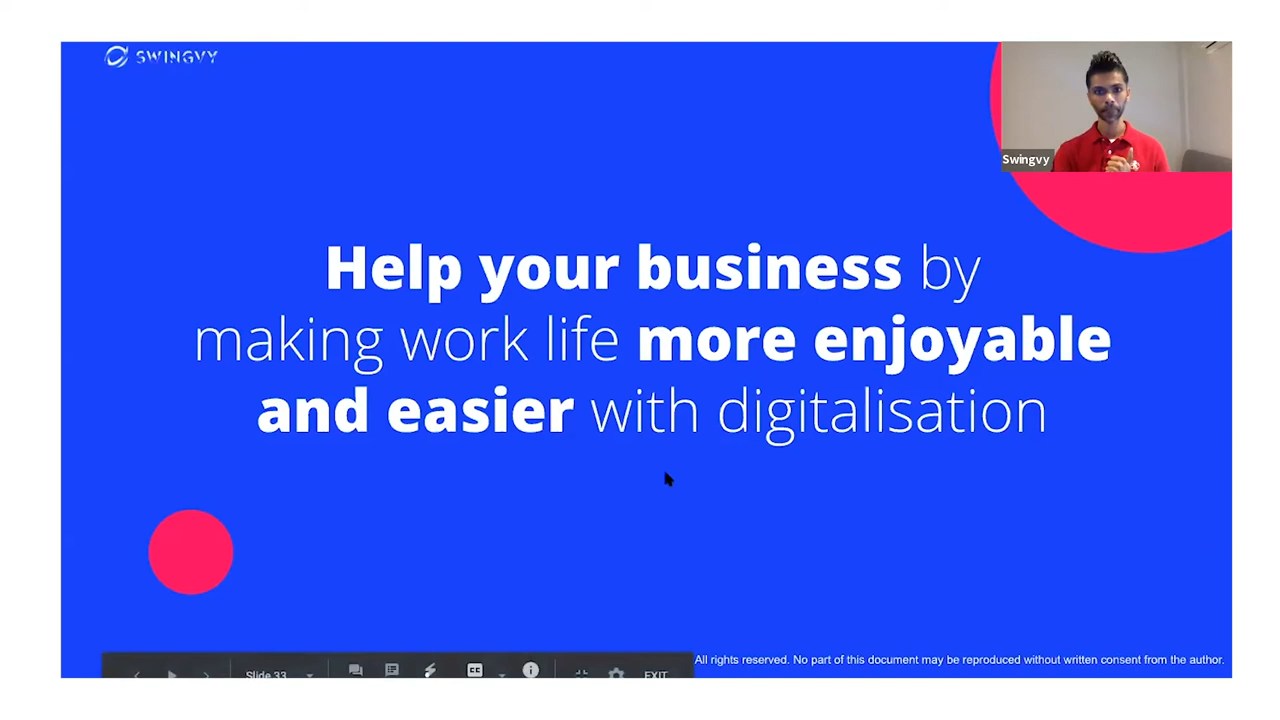 SWINGVY
Swingvy
Help your business by
making work life more enjoyable
and easier with digitalisation
All rights reserved. No part of this document may be reproduced without written consent from the author.
Slide 33
CC
EXIT